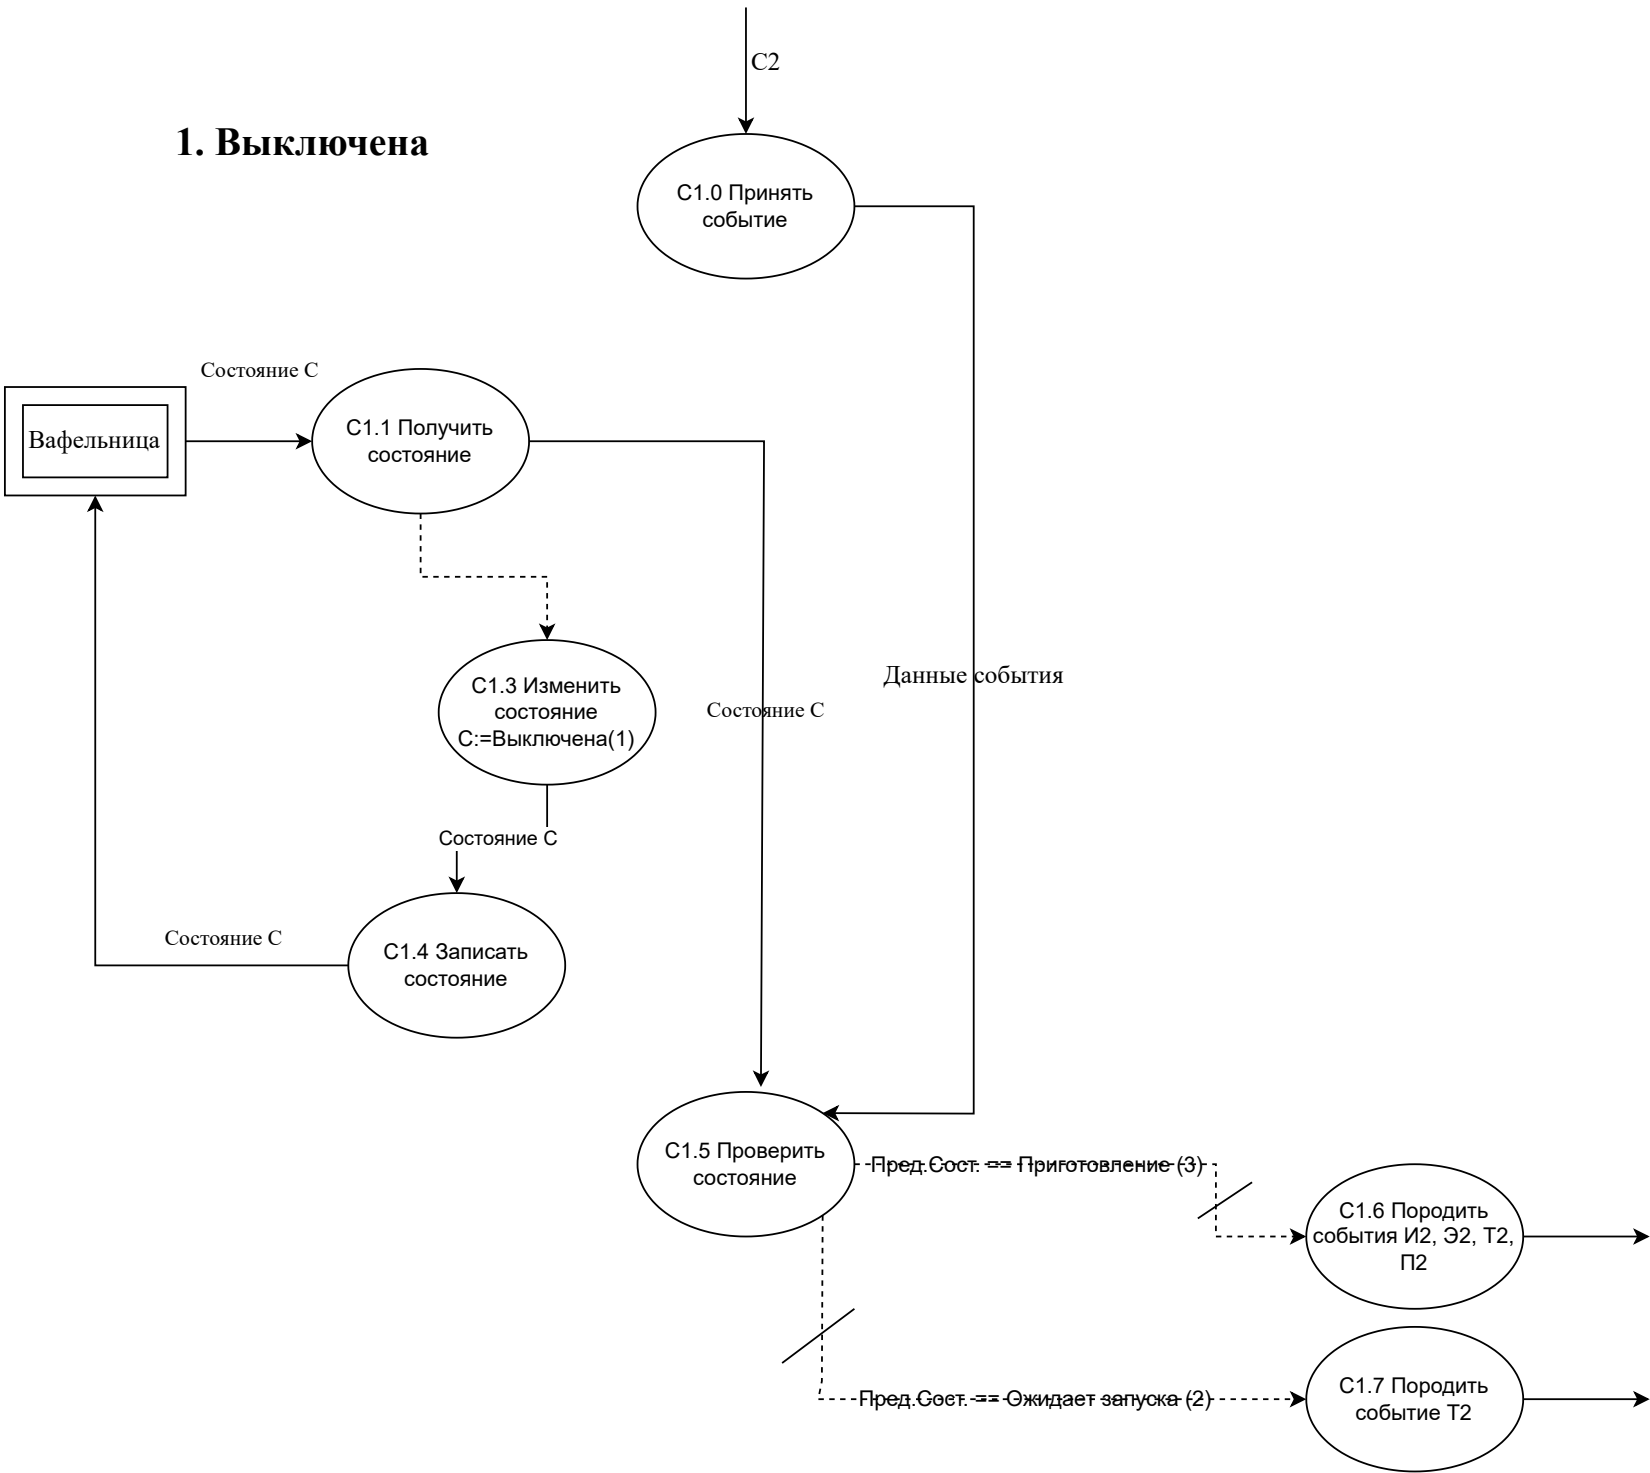 С2
1. Выключена
С1.0 Принять
событие
Состояние С
Вафельница
С1.1 Получить
состояние
С1.3 Изменить
состояние
С:=Выключена(1)
Данные события
Состояние С
Состояние С
Состояние С
С1.4 Записать
состояние
С1.5 Проверить
состояние
Пред.Сост. == Приготовление (3)
С1.6 Породить
события И2, Э2, Т2,
П2
Пред.Сост. == Ожидает запуска (2)
С1.7 Породить
событие Т2